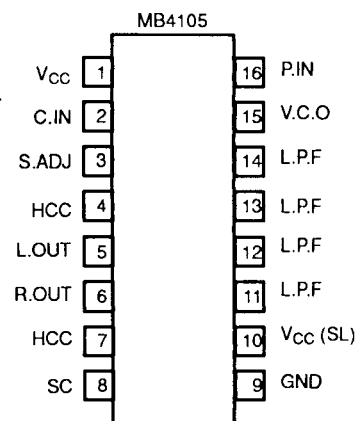 MB4105
VCC 1 16 P.IN
C.IN 2 15 V.C.O
S.ADJ 3 14 L.P.F
HCC 4 13 L.P.F
L.OUT 5 12 L.P.F
R.OUT 6 11 L.P.F
HCC 7 10 VCC (SL)
SC 8 9 GND